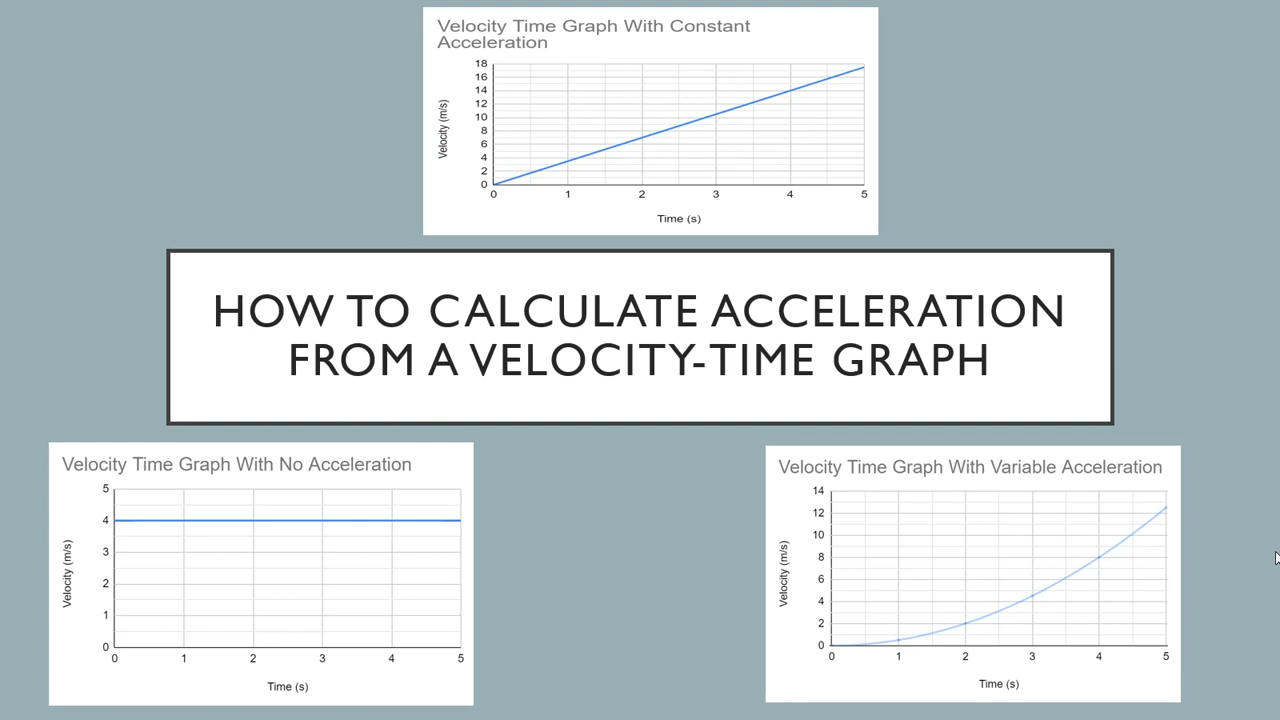 Velocity Time Graph With Constant
Acceleration
18
16
14
12
10
8
6
4
2
0
Velocity (m/s)
0 1 2 3 4 5
Time (s)
HOW TO CALCULATE ACCELERATION
FROM A VELOCITY-TIME GRAPH
Velocity Time Graph With No Acceleration
5
4
3
2
1
0
Velocity (m/s)
0 1 2 3 4 5
Time (s)
Velocity Time Graph With Variable Acceleration
14
12
10
8
6
4
2
0
Velocity (m/s)
0 1 2 3 4 5
Time (s)